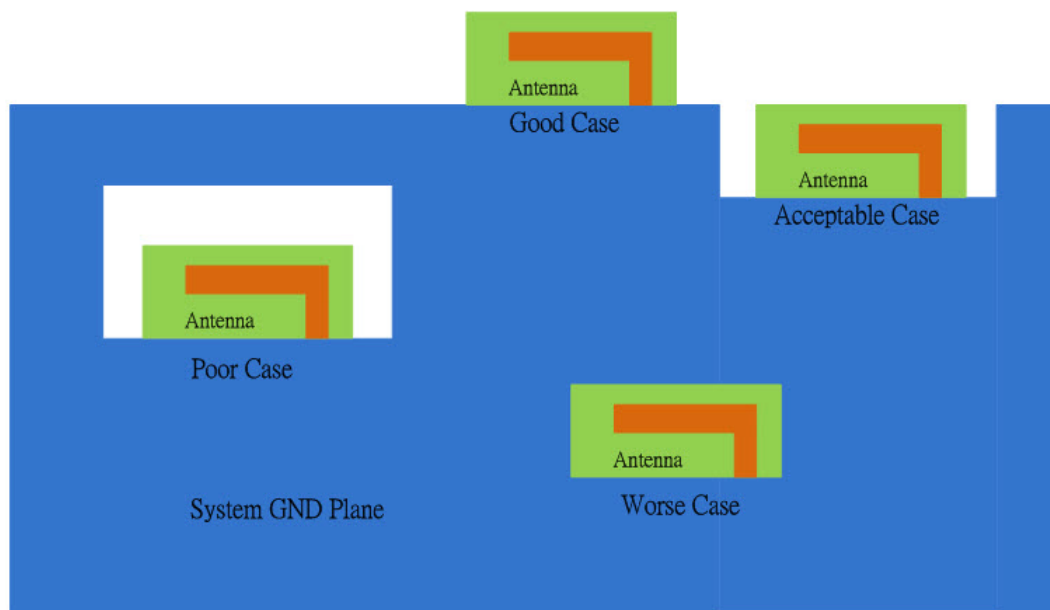 Antenna
Good Case
Antenna
Acceptable Case
Antenna
Poor Case
Antenna
Worse Case
System GND Plane